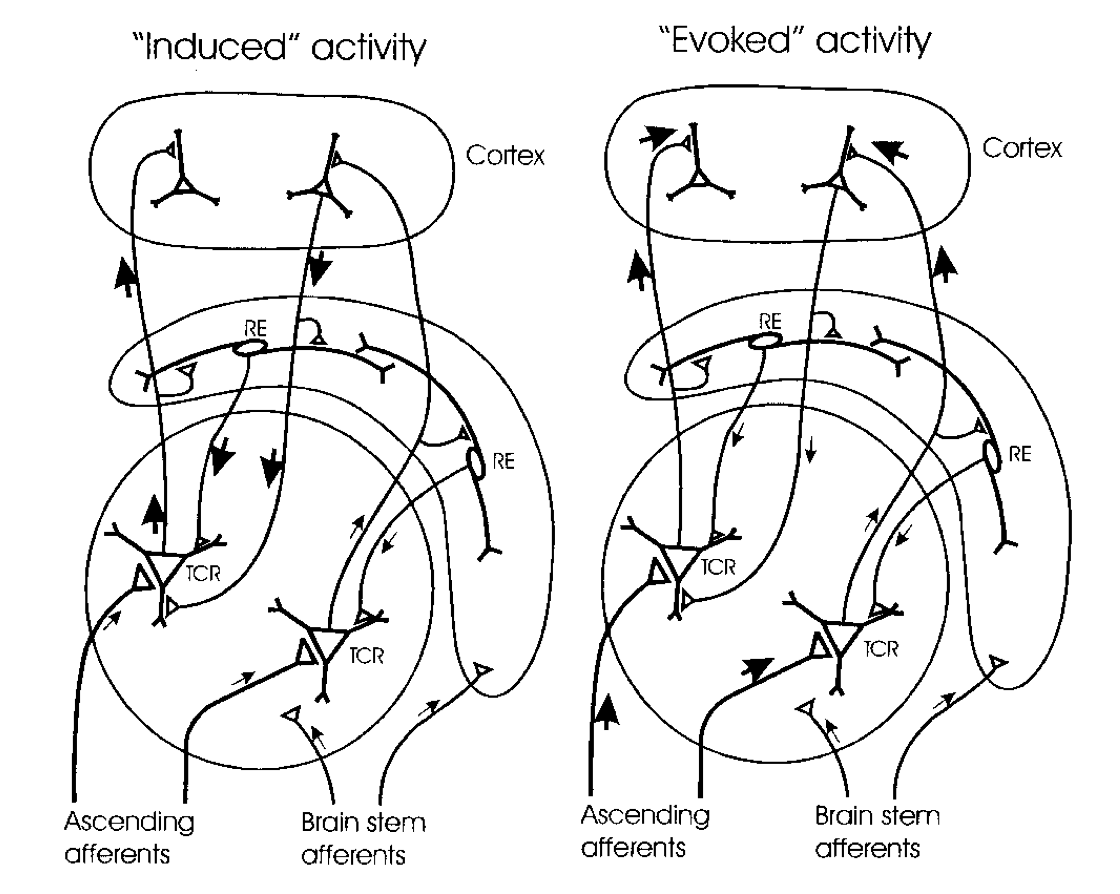 "Induced" activity
Cortex
RE
RE
TCR
TCR
Ascending
afferents
Brain stem
afferents
"Evoked" activity
Cortex
RE
RE
TCR
TCR
Ascending
afferents
Brain stem
afferents